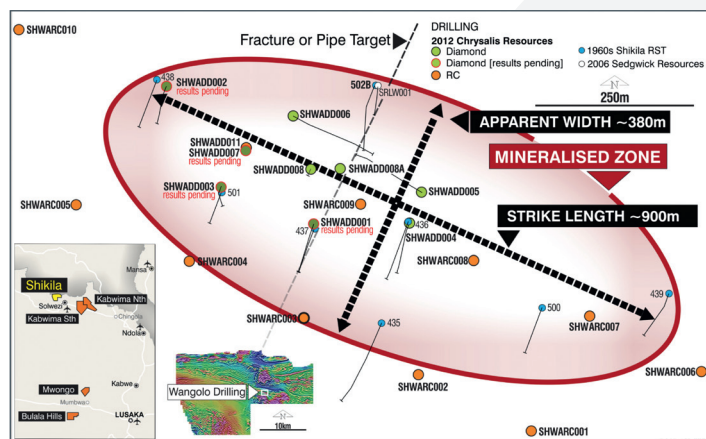 SHWARC010
Fracture or Pipe Target
DRILLING
2012 Chrysalis Resources
Diamond
Diamond [results pending]
RC
1960s Shikila RST
2006 Sedgwick Resources
N
250m
438
SHWADD002
results pending
502B
SRLW001
SHWADD006
APPARENT WIDTH ~380m
SHWADD011
SHWADD007
results pending
MINERALISED ZONE
SHWADD008
SHWADD008A
SHWADD003
results pending
501
SHWADD005
SHWARC005
SHWARC009
STRIKE LENGTH ~900m
SHWADD001
results pending
437
436
SHWADD004
SHWARC004
SHWARC008
439
SHWARC003
435
500
SHWARC007
SHWARC002
SHWARC006
SHWARC001
Mansa
Shikila
Kabwima Nth
Solwezi
Kabwima Sth
Chingola
Ndola
Mwongo
Kabwe
Mumbwa
Bulala Hills
LUSAKA
Wangolo Drilling
N
10km